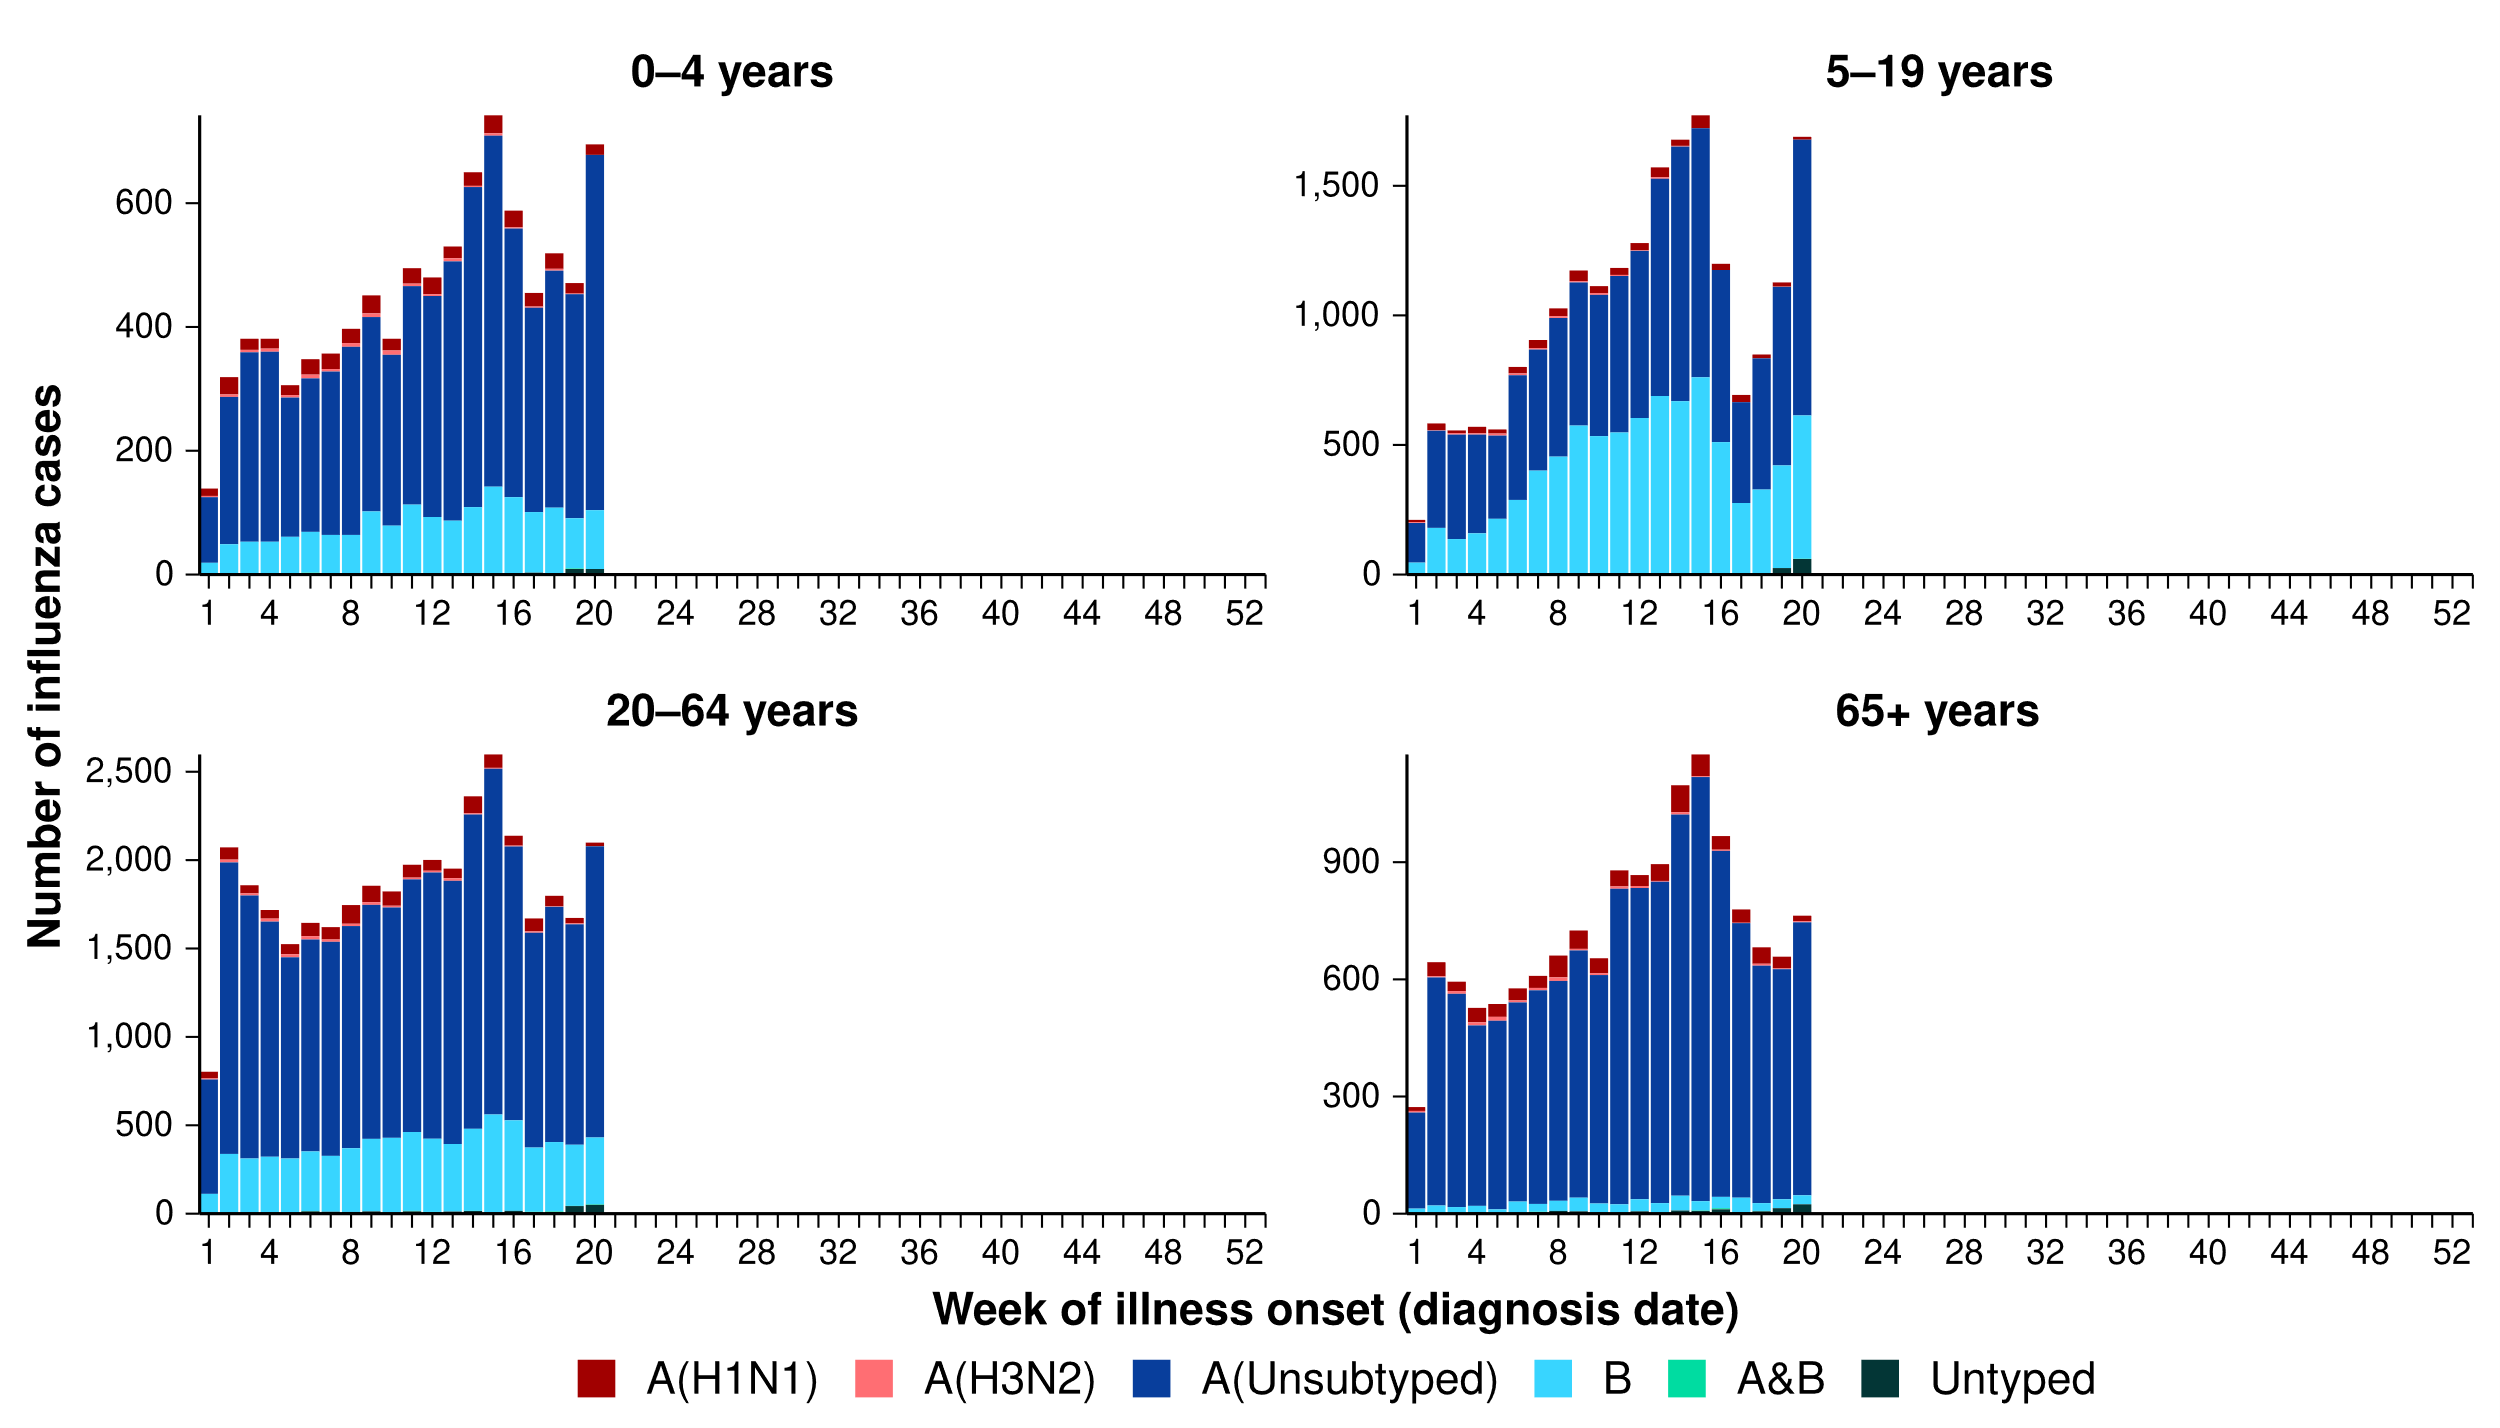 0–4 years
5–19 years
Number of influenza cases
600
400
200
0
1 4 8 12 16 20 24 28 32 36 40 44 48 52
1,500
1,000
500
0
1 4 8 12 16 20 24 28 32 36 40 44 48 52
20–64 years
65+ years
2,500
2,000
1,500
1,000
500
0
1 4 8 12 16 20 24 28 32 36 40 44 48 52
900
600
300
0
1 4 8 12 16 20 24 28 32 36 40 44 48 52
Week of illness onset (diagnosis date)
A(H1N1) A(H3N2) A(Unsubtyped) B A&B Untyped